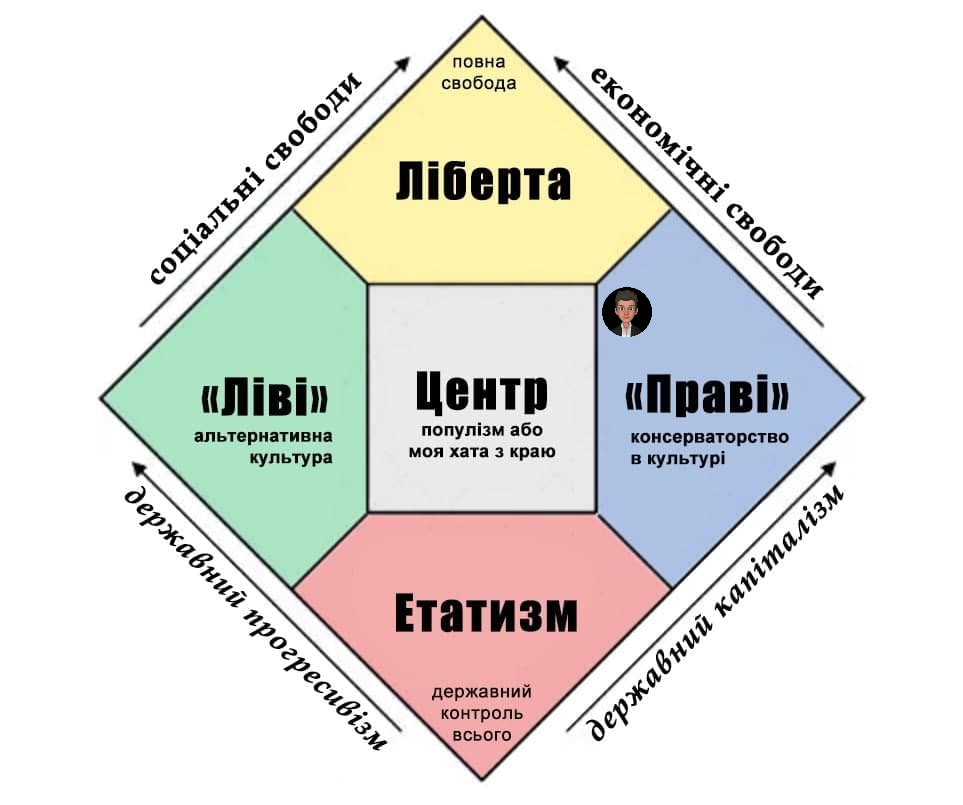 повна
свобода
Ліберта
соціальні свободи
економічні свободи
«Ліві»
альтернативна
культура
Центр
популізм або
моя хата з краю
«Праві»
консерваторство
в культурі
державний прогресивізм
державний капіталізм
Етатизм
державний
контроль
всього